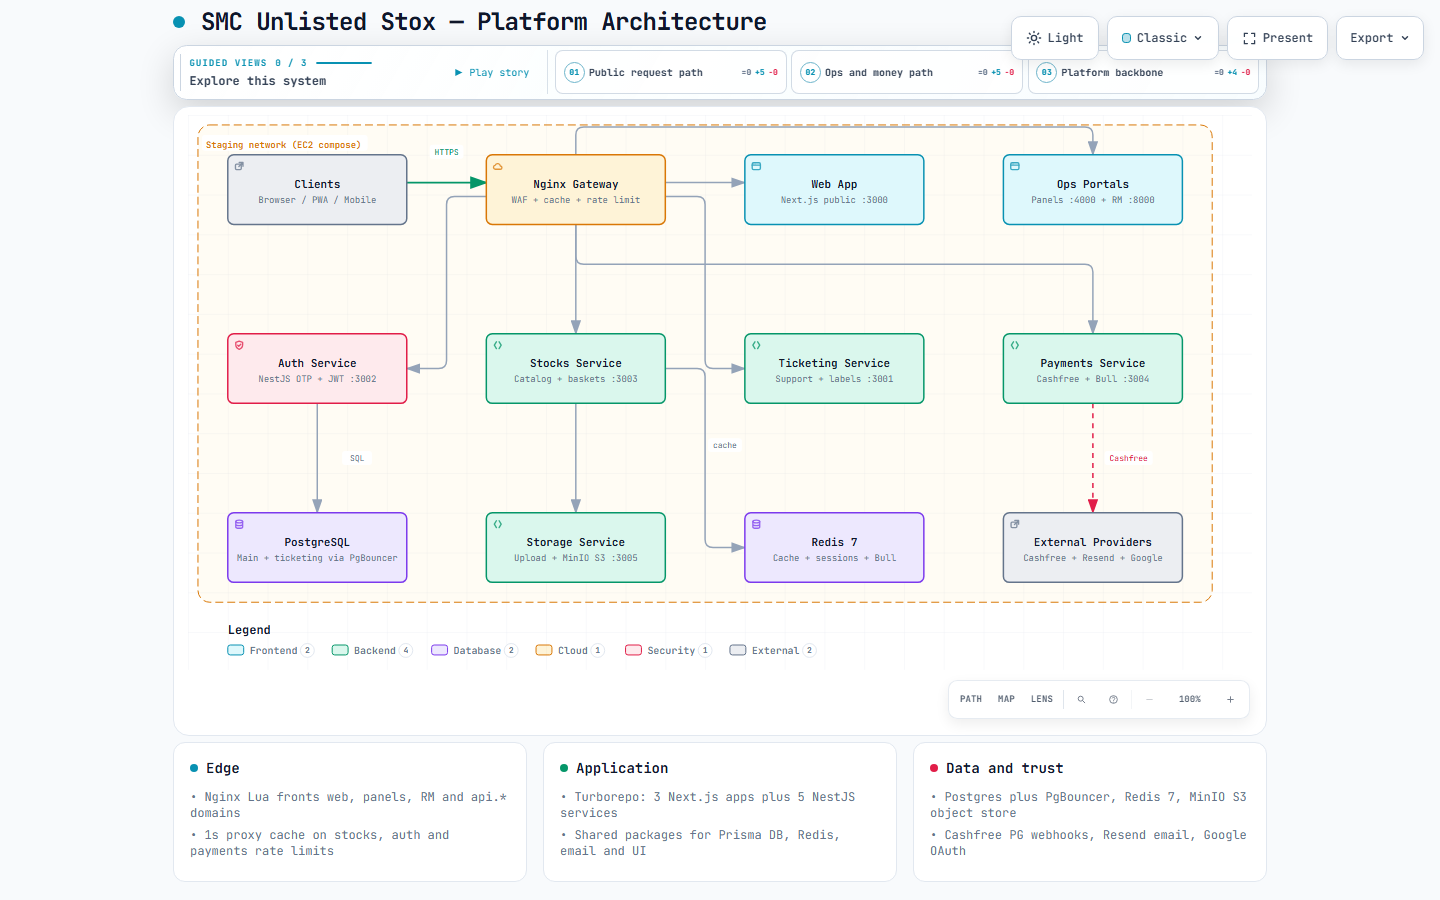 SMC Unlisted Stox — Platform Architecture
Light
Classic
Present
Export
GUIDED VIEWS 0 / 3
Explore this system
▶ Play story
01 Public request path =0 +5 -0
02 Ops and money path =0 +5 -0
03 Platform backbone =0 +4 -0
Staging network (EC2 compose)
HTTPS
Clients
Browser / PWA / Mobile
Nginx Gateway
WAF + cache + rate limit
Web App
Next.js public :3000
Ops Portals
Panels :4000 + RM :8000
Auth Service
NestJS OTP + JWT :3002
Stocks Service
Catalog + baskets :3003
Ticketing Service
Support + labels :3001
Payments Service
Cashfree + Bull :3004
SQL
cache
Cashfree
PostgreSQL
Main + ticketing via PgBouncer
Storage Service
Upload + MinIO S3 :3005
Redis 7
Cache + sessions + Bull
External Providers
Cashfree + Resend + Google
Legend
Frontend 2
Backend 4
Database 2
Cloud 1
Security 1
External 2
PATH MAP LENS − 100% +
Edge
• Nginx Lua fronts web, panels, RM and api.*
domains
• 1s proxy cache on stocks, auth and
payments rate limits
Application
• Turborepo: 3 Next.js apps plus 5 NestJS
services
• Shared packages for Prisma DB, Redis,
email and UI
Data and trust
• Postgres plus PgBouncer, Redis 7, MinIO S3
object store
• Cashfree PG webhooks, Resend email, Google
OAuth